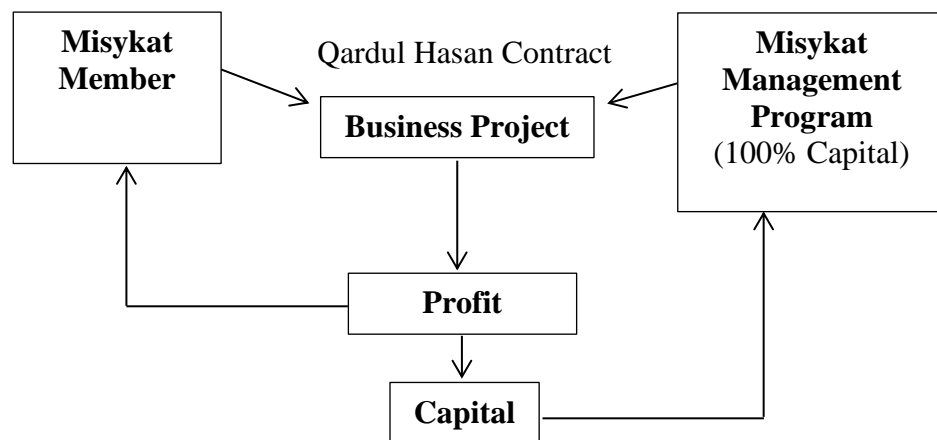 Misykat
Member
Qardul Hasan Contract
Business Project
Misykat
Management
Program
(100% Capital)
Profit
Capital